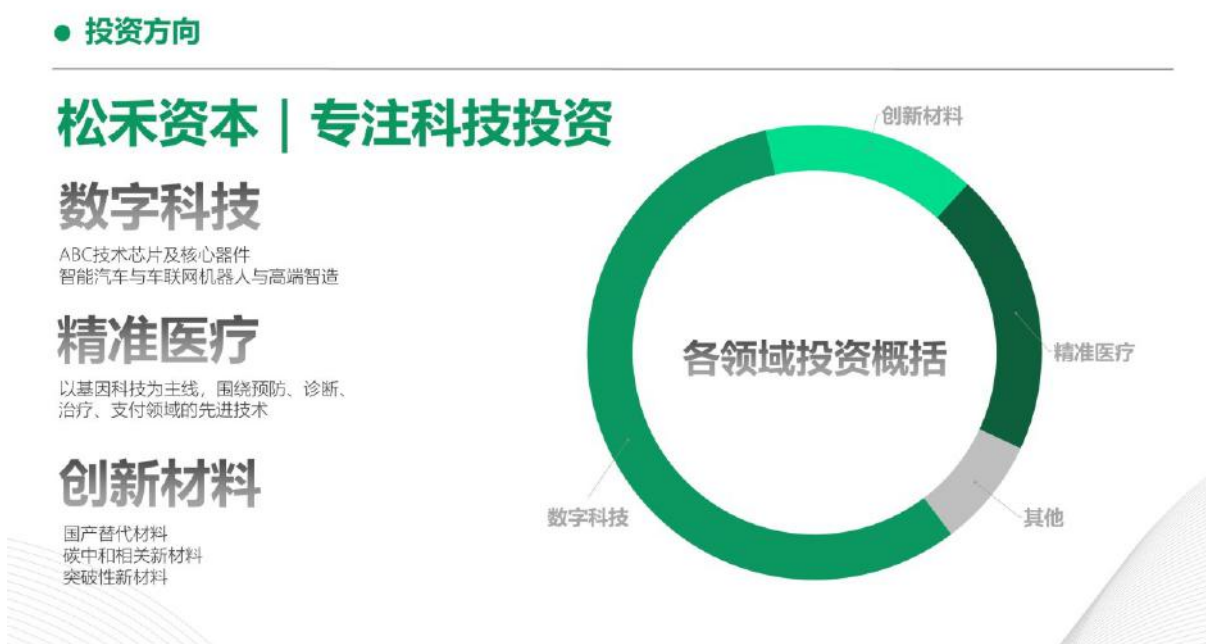 投资方向
松禾资本｜专注科技投资
数字科技
ABC技术芯片及核心器件
智能汽车与车联网机器人与高端智造
精准医疗
以基因科技为主线，围绕预防、诊断、
治疗、支付领域的先进技术
创新材料
国产替代材料
碳中和相关新材料
突破性新材料
创新材料
各领域投资概括
精准医疗
数字科技
其他